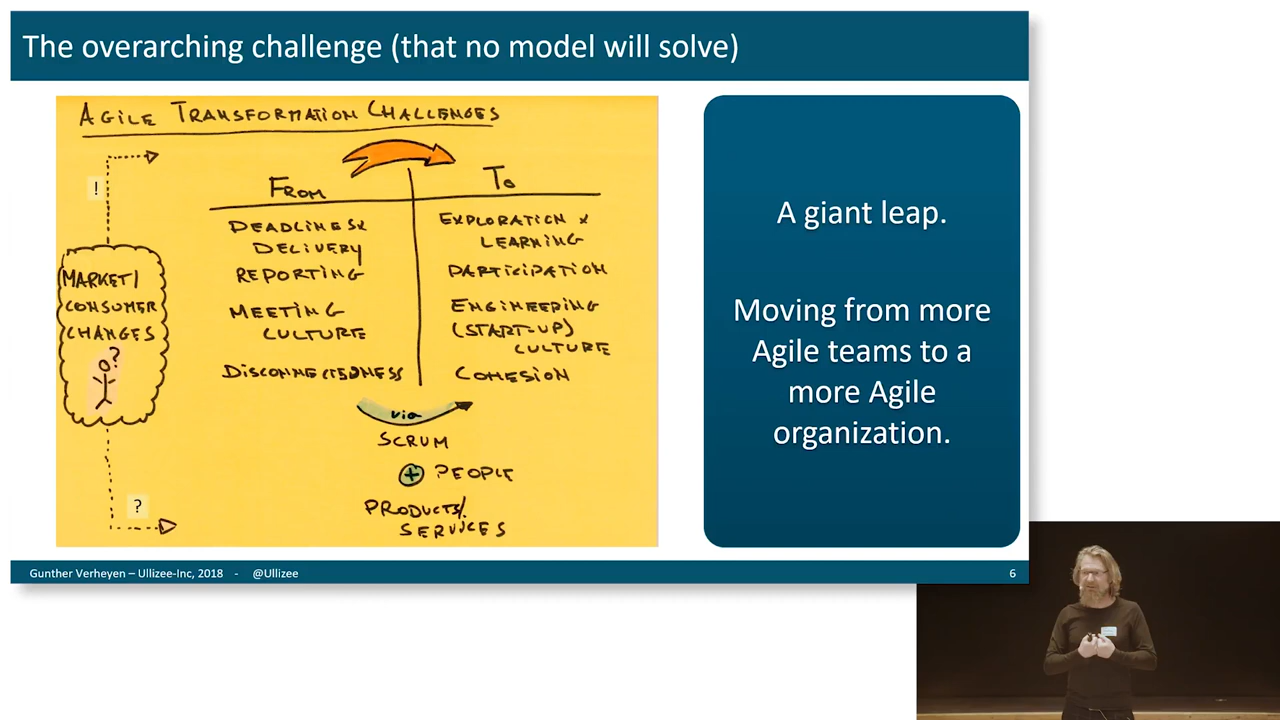 The overarching challenge (that no model will solve)
AGILE TRANSFORMATION CHALLENGES
FROM
TO
DEADLINES &
DELIVERY
EXPLORATION &
LEARNING
REPORTING
PARTICIPATION
MEETING
CULTURE
ENGINEERING
(START-UP)
CULTURE
DISCONNECTEDNESS
COHESION
via
SCRUM
+ PEOPLE
PRODUCTS/
SERVICES
!
MARKET/
CONSUMER
CHANGES
?
?
A giant leap.
Moving from more
Agile teams to a
more Agile
organization.
Gunther Verheyen – Ullizee-Inc, 2018 - @Ullizee
6